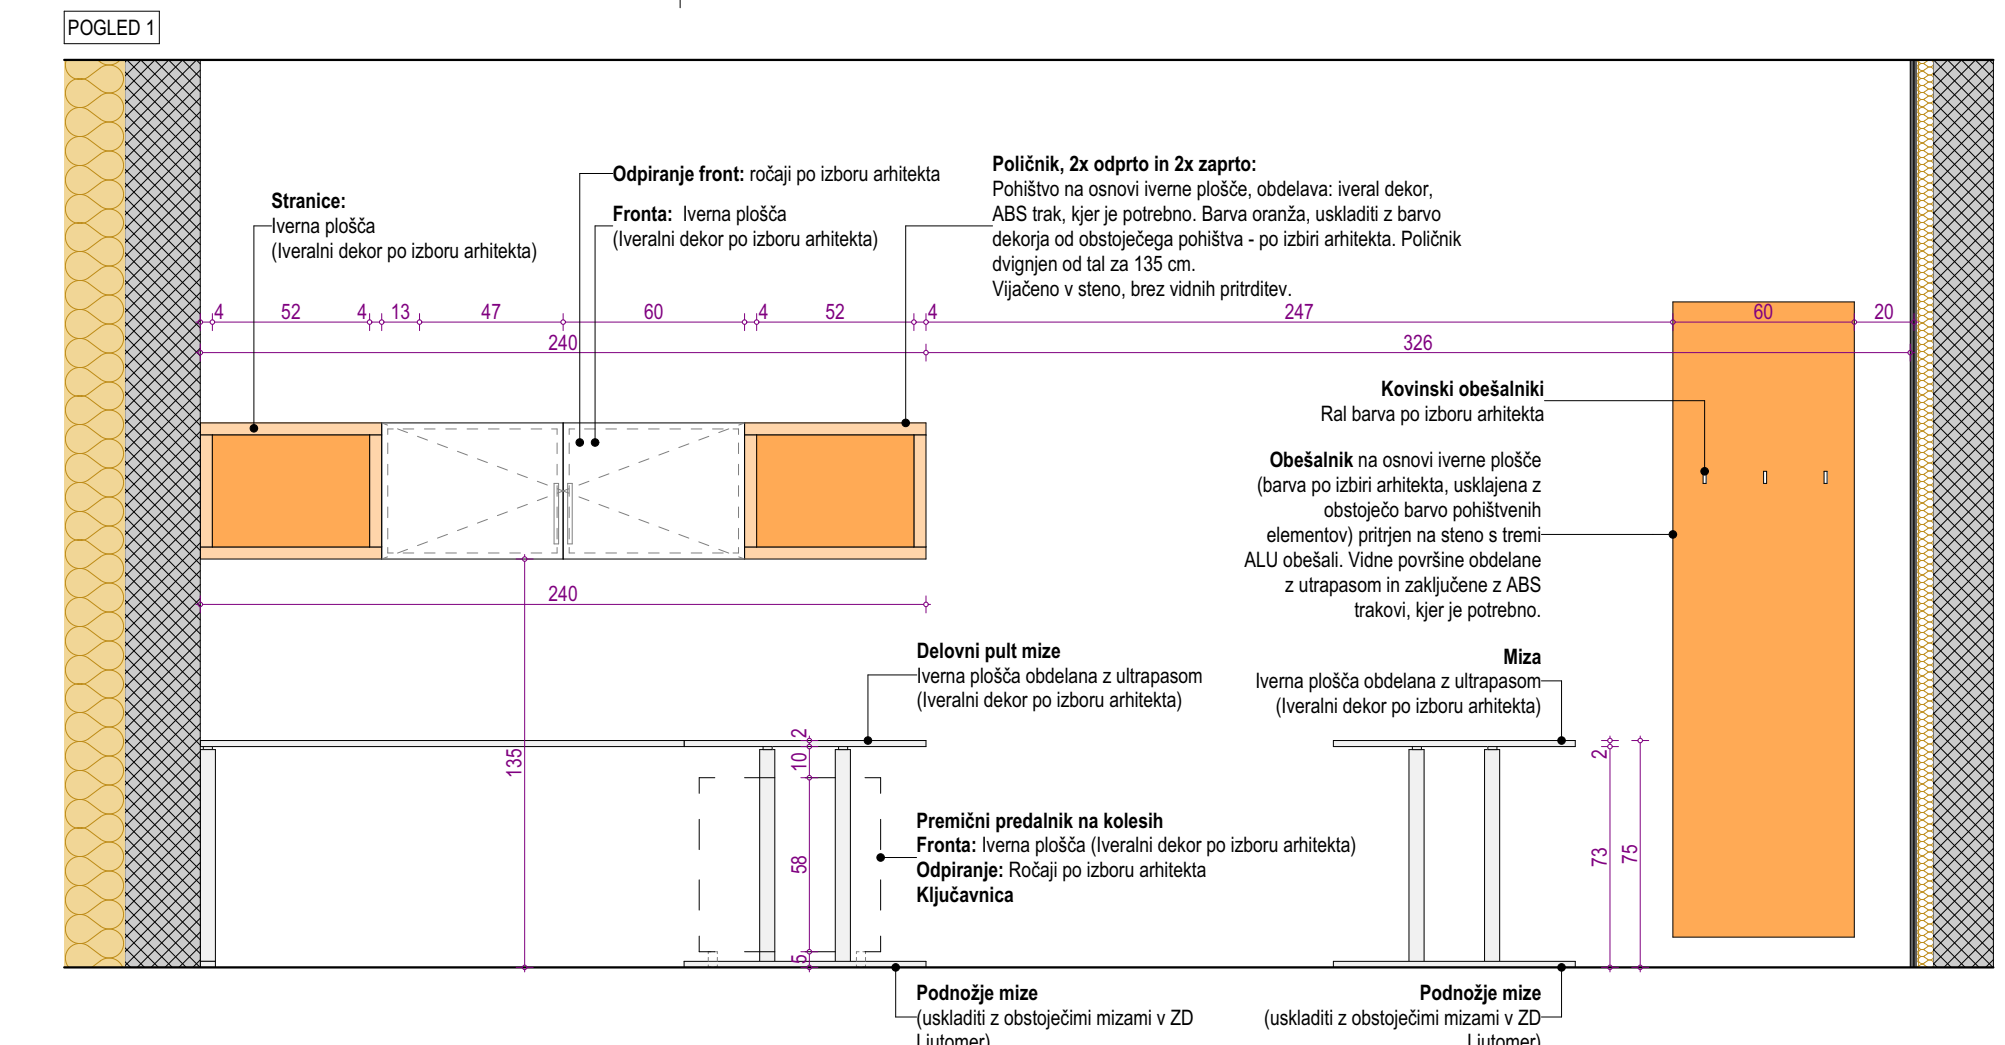 POGLED 1
Stranice:
Iverna plošča
(Iveralni dekor po izboru arhitekta)
Odpiranje front: ročaji po izboru arhitekta
Fronta: Iverna plošča
(Iveralni dekor po izboru arhitekta)
Poličnik, 2x odprto in 2x zaprto:
Pohištvo na osnovi iverne plošče, obdelava: iveral dekor,
ABS trak, kjer je potrebno. Barva oranža, uskladiti z barvo
dekorja od obstoječega pohištva - po izbiri arhitekta. Poličnik
dvignjen od tal za 135 cm.
Vijačeno v steno, brez vidnih pritrditev.
4 52 4 13 47 60 4 52 4 247 60 20
240 326
Kovinski obešalniki
Ral barva po izboru arhitekta
Obešalnik na osnovi iverne plošče
(barva po izbiri arhitekta, usklajena z
obstoječo barvo pohištvenih
elementov) pritrjen na steno s tremi
ALU obešali. Vidne površine obdelane
z utrapasom in zaključene z ABS
trakovi, kjer je potrebno.
240
135
Delovni pult mize
Iverna plošča obdelana z ultrapasom
(Iveralni dekor po izboru arhitekta)
Miza
Iverna plošča obdelana z ultrapasom
(Iveralni dekor po izboru arhitekta)
2
10
58
5
2
73
75
Premični predalnik na kolesih
Fronta: Iverna plošča (Iveralni dekor po izboru arhitekta)
Odpiranje: Ročaji po izboru arhitekta
Ključavnica
Podnožje mize
(uskladiti z obstoječimi mizami v ZD
Ljutomer)
Podnožje mize
(uskladiti z obstoječimi mizami v ZD
Ljutomer)